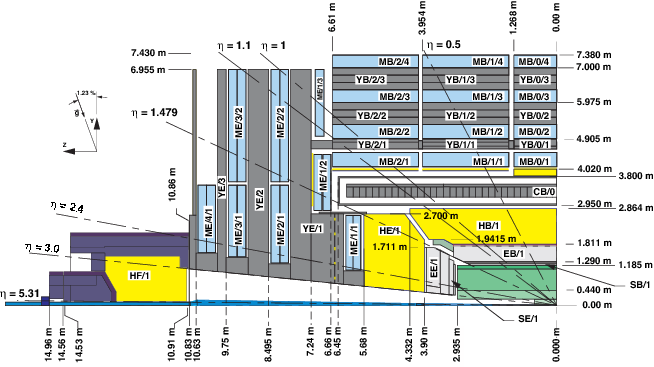 6.61 m
3.954 m
1.268 m
0.00 m
η = 1.1
η = 1
η = 0.5
7.430 m
6.955 m
7.380 m
7.000 m
MB/2/4
MB/1/4
MB/0/4
YB/2/3
YB/1/3
YB/0/3
1.23 %
g
Y
Z
η = 1.479
ME/1/3
MB/2/3
MB/1/3
MB/0/3
5.975 m
YB/2/2
YB/1/2
YB/0/2
ME/3/2
ME/2/2
MB/2/2
MB/1/2
MB/0/2
4.905 m
YB/2/1
YB/1/1
YB/0/1
MB/2/1
MB/1/1
MB/0/1
4.020 m
3.800 m
YE/3
YE/2
ME/1/2
CB/0
10.86 m
2.950 m
2.864 m
η = 2.4
ME/4/1
ME/3/1
ME/2/1
YE/1
ME/1/1
HE/1
2.700 m
HB/1
1.9415 m
1.711 m
1.811 m
η = 3.0
EB/1
EE/1
1.290 m
1.185 m
HF/1
SB/1
η = 5.31
0.440 m
0.00 m
SE/1
14.96 m
14.56 m
14.53 m
10.91 m
10.83 m
10.63 m
9.75 m
8.495 m
7.24 m
6.66 m
6.45 m
5.68 m
4.332 m
3.90 m
2.935 m
0.000 m